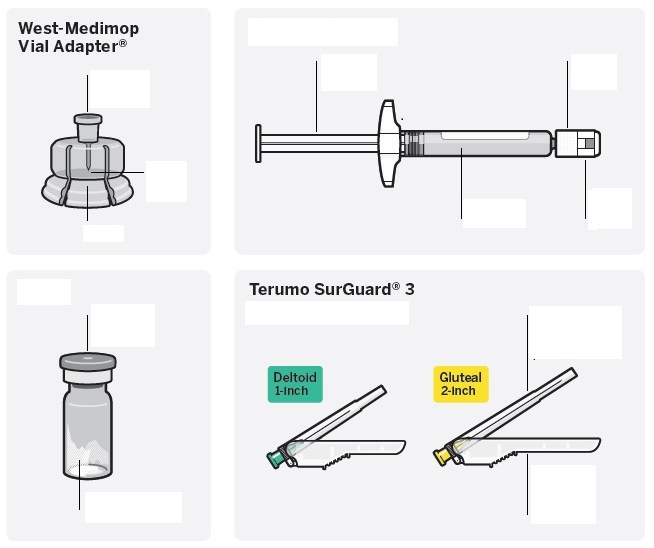 West-Medimop
Vial Adapter®
Terumo SurGuard® 3
Deltoid
1-inch
Gluteal
2-inch